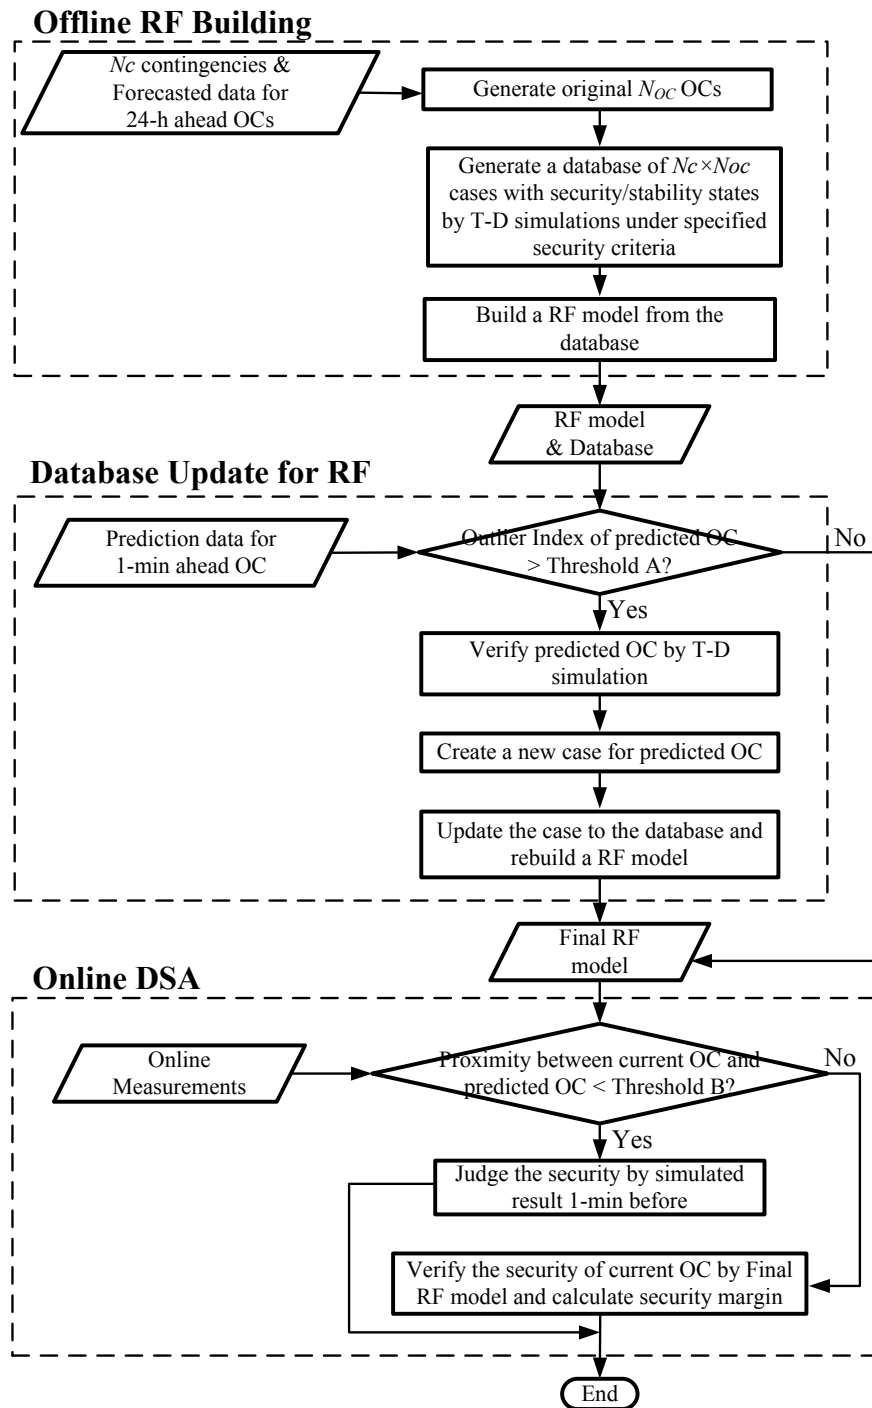 Offline RF Building
Nc contingencies &
Forecasted data for
24-h ahead OCs
Generate original NOC OCs
Generate a database of Nc×Noc
cases with security/stability states
by T-D simulations under specified
security criteria
Build a RF model from the
database
RF model
& Database
Database Update for RF
Prediction data for
1-min ahead OC
Outlier Index of predicted OC
> Threshold A?
No
Yes
Verify predicted OC by T-D
simulation
Create a new case for predicted OC
Update the case to the database and
rebuild a RF model
Final RF
model
Online DSA
Online
Measurements
Proximity between current OC and
predicted OC < Threshold B?
No
Yes
Judge the security by simulated
result 1-min before
Verify the security of current OC by Final
RF model and calculate security margin
End